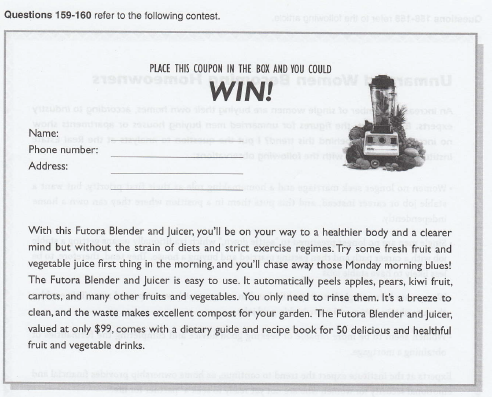 Questions 159-160 refer to the following contest.
PLACE THIS COUPON IN THE BOX AND YOU COULD
WIN!
Name:
Phone number:
Address:
With this Futora Blender and Juicer, you'll be on your way to a healthier body and a clearer
mind but without the strain of diets and strict exercise regimes. Try some fresh fruit and
vegetable juice first thing in the morning, and you'll chase away those Monday morning blues!
The Futora Blender and Juicer is easy to use. It automatically peels apples, pears, kiwi fruit,
carrots, and many other fruits and vegetables. You only need to rinse them. It's a breeze to
clean, and the waste makes excellent compost for your garden. The Futora Blender and Juicer,
valued at only $99, comes with a dietary guide and recipe book for 50 delicious and healthful
fruit and vegetable drinks.